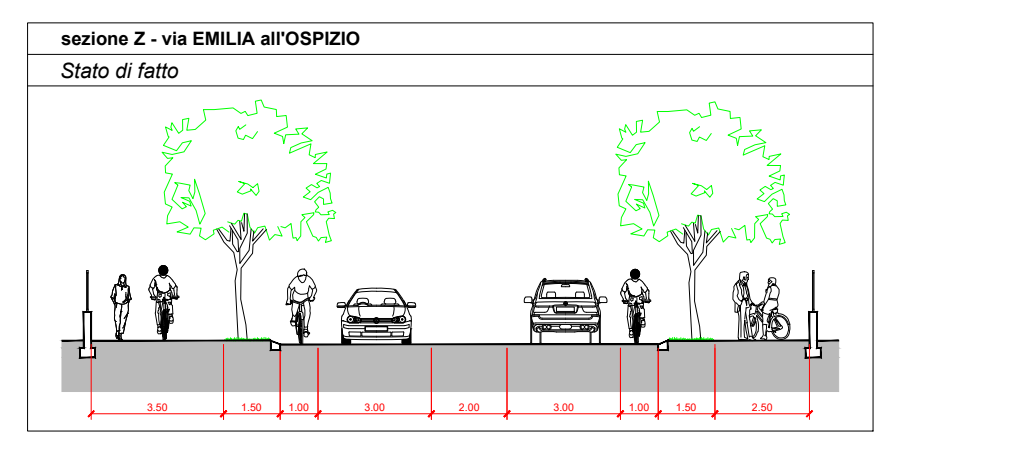 sezione Z - via EMILIA all'OSPIZIO
Stato di fatto
3.50 1.50 1.00 3.00 2.00 3.00 1.00 1.50 2.50